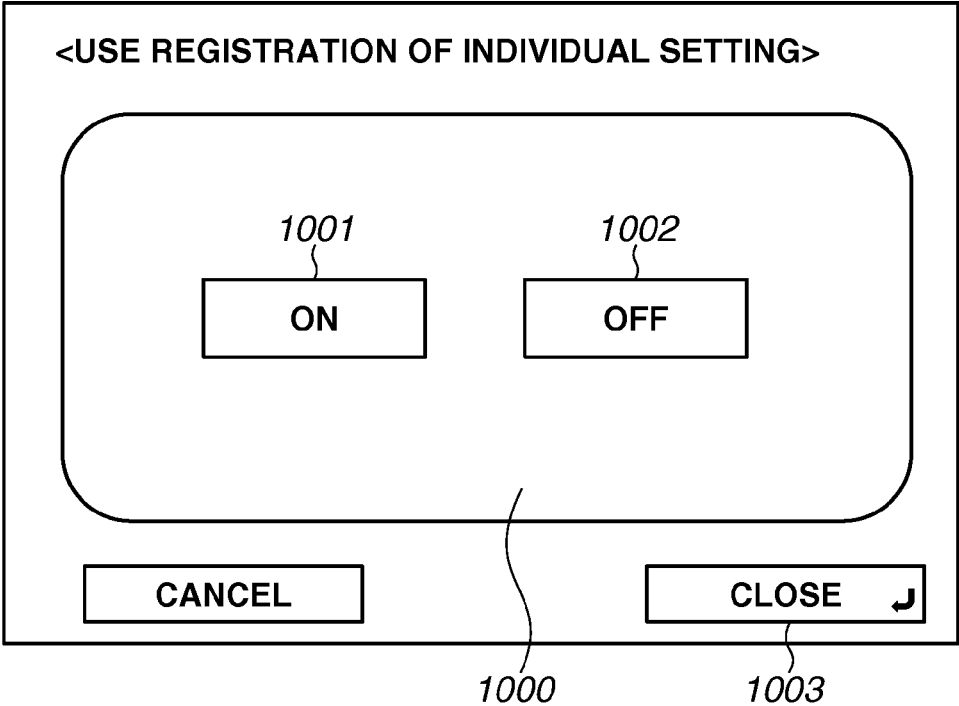 <USE REGISTRATION OF INDIVIDUAL SETTING>
1001 1002
ON OFF
CANCEL CLOSE
1000 1003